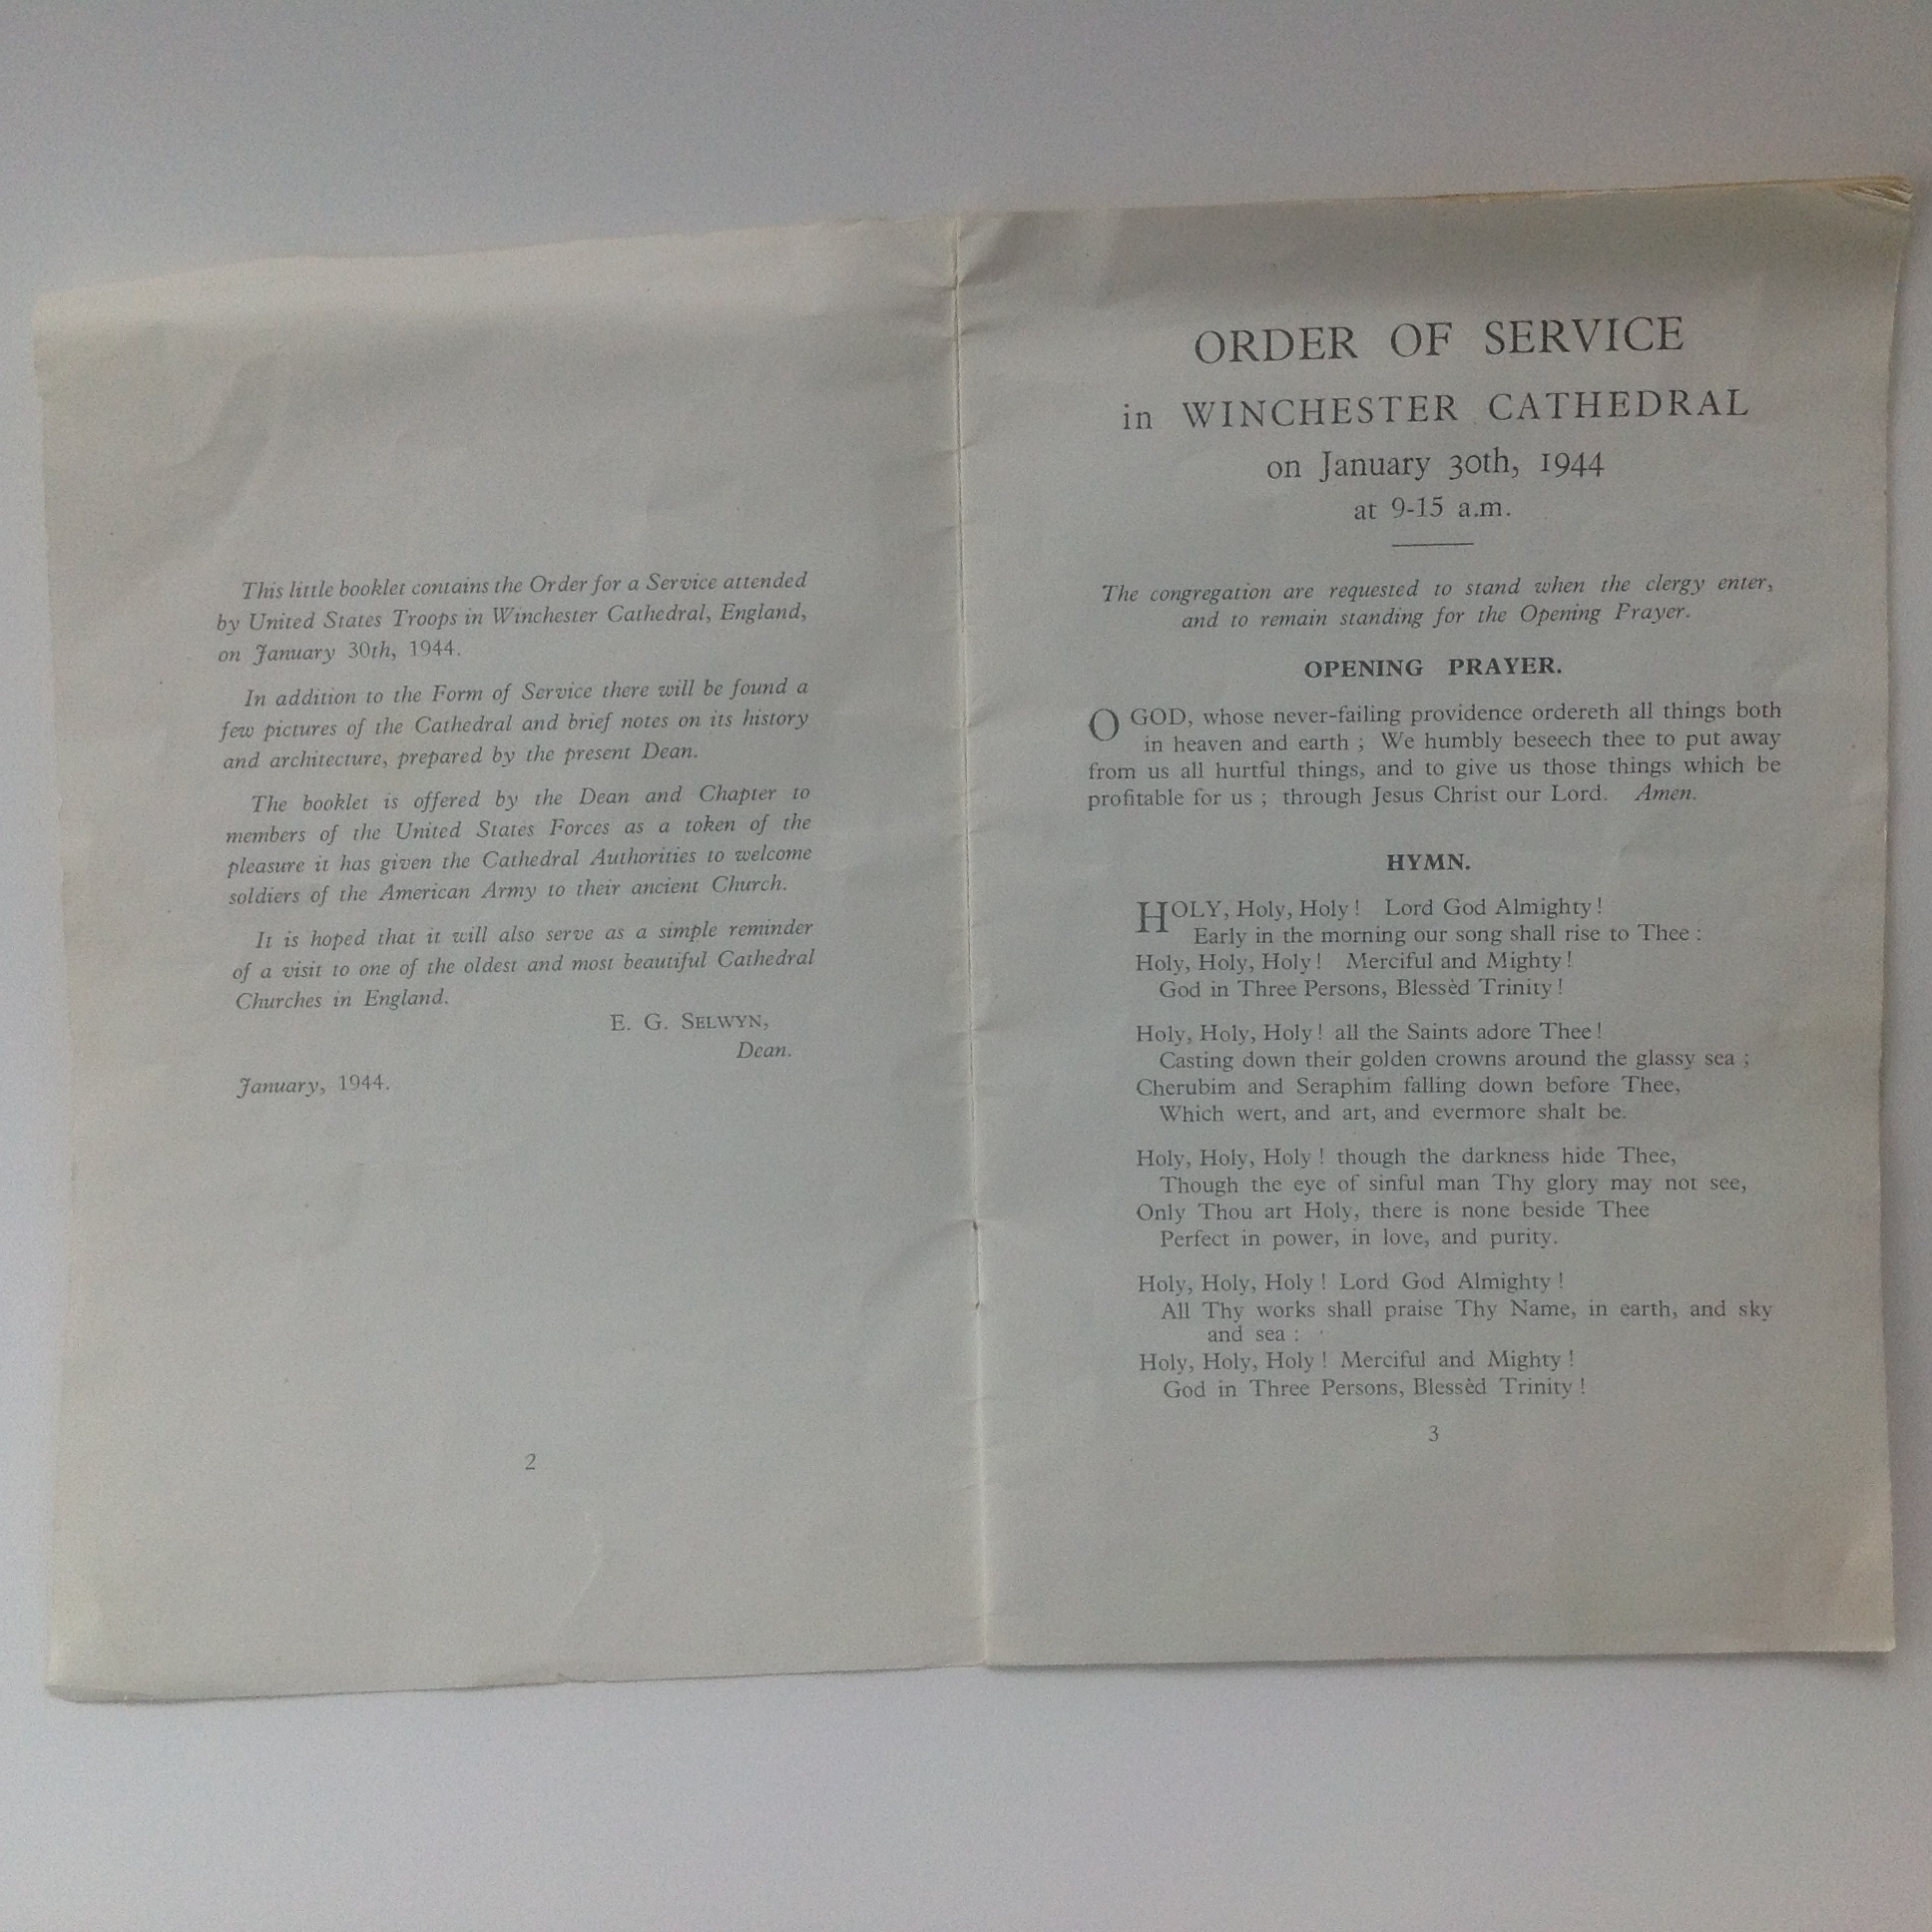 This little booklet contains the Order for a Service attended
by United States Troops in Winchester Cathedral, England,
on January 30th, 1944.
In addition to the Form of Service there will be found a
few pictures of the Cathedral and brief notes on its history
and architecture, prepared by the present Dean.
The booklet is offered by the Dean and Chapter to
members of the United States Forces as a token of the
pleasure it has given the Cathedral Authorities to welcome
soldiers of the American Army to their ancient Church.
It is hoped that it will also serve as a simple reminder
of a visit to one of the oldest and most beautiful Cathedral
Churches in England.
E. G. SELWYN,
Dean.
January, 1944.
2
ORDER OF SERVICE
in WINCHESTER CATHEDRAL
on January 30th, 1944
at 9-15 a.m.
The congregation are requested to stand when the clergy enter,
and to remain standing for the Opening Prayer.
OPENING PRAYER.
O GOD, whose never-failing providence ordereth all things both
in heaven and earth ; We humbly beseech thee to put away
from us all hurtful things, and to give us those things which be
profitable for us ; through Jesus Christ our Lord. Amen.
HYMN.
HOLY, Holy, Holy ! Lord God Almighty !
Early in the morning our song shall rise to Thee :
Holy, Holy, Holy ! Merciful and Mighty !
God in Three Persons, Blessèd Trinity !
Holy, Holy, Holy ! all the Saints adore Thee !
Casting down their golden crowns around the glassy sea ;
Cherubim and Seraphim falling down before Thee,
Which wert, and art, and evermore shalt be.
Holy, Holy, Holy ! though the darkness hide Thee,
Though the eye of sinful man Thy glory may not see,
Only Thou art Holy, there is none beside Thee
Perfect in power, in love, and purity.
Holy, Holy, Holy ! Lord God Almighty !
All Thy works shall praise Thy Name, in earth, and sky
and sea :
Holy, Holy, Holy ! Merciful and Mighty !
God in Three Persons, Blessèd Trinity !
3